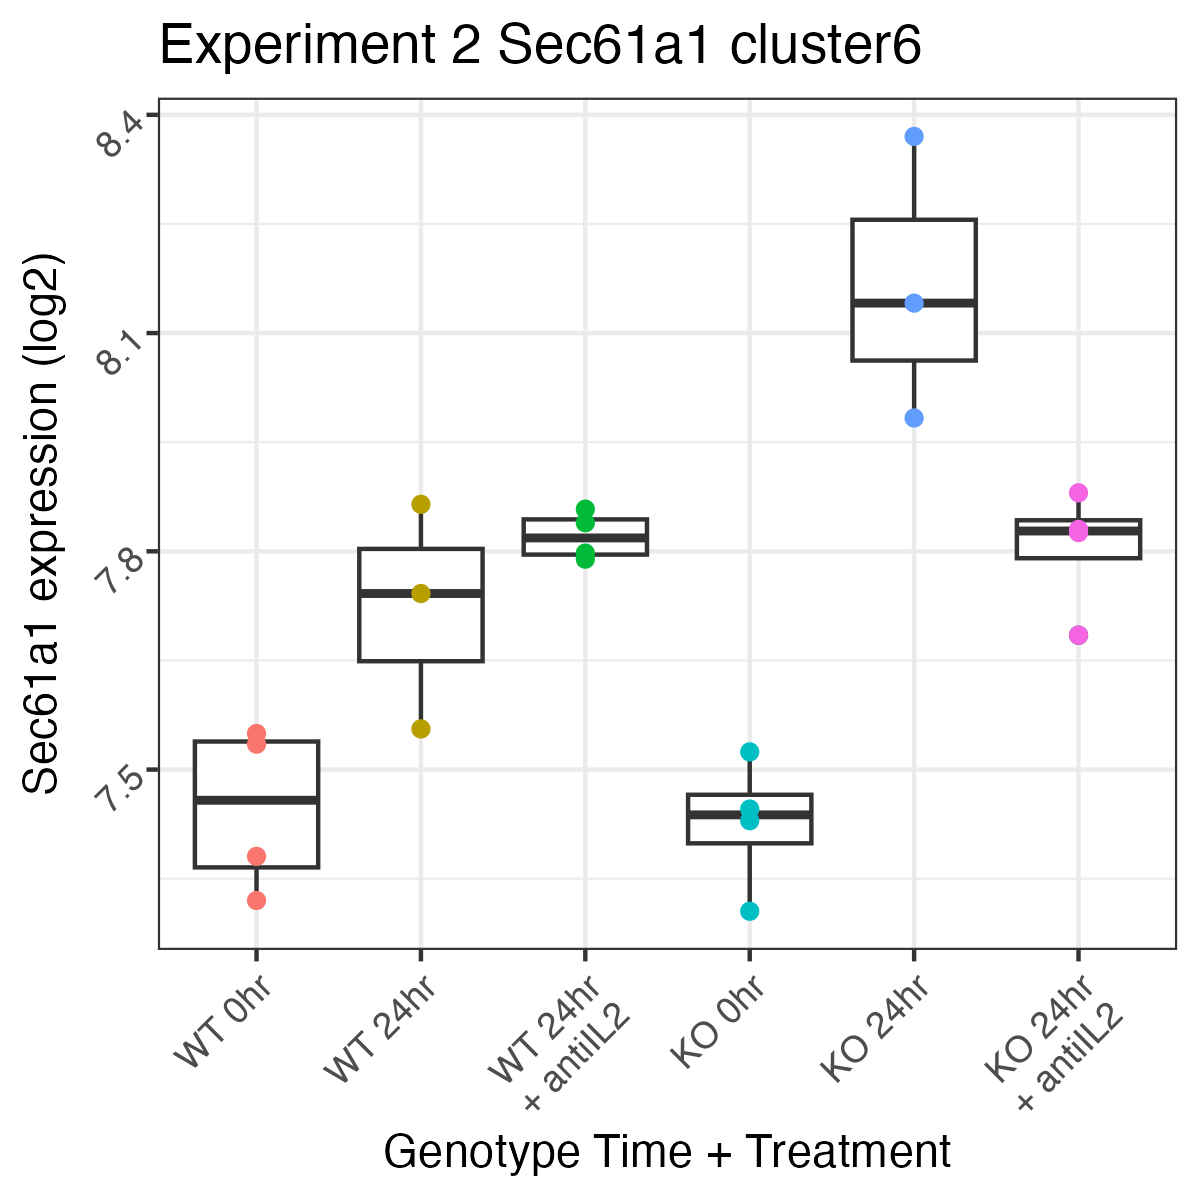 Experiment 2 Sec61a1 cluster6
Sec61a1 expression (log2)
8.4
8.1
7.8
7.5
WT 0hr
WT 24hr
WT 24hr
+ antiIL2
KO 0hr
KO 24hr
KO 24hr
+ antiIL2
Genotype Time + Treatment